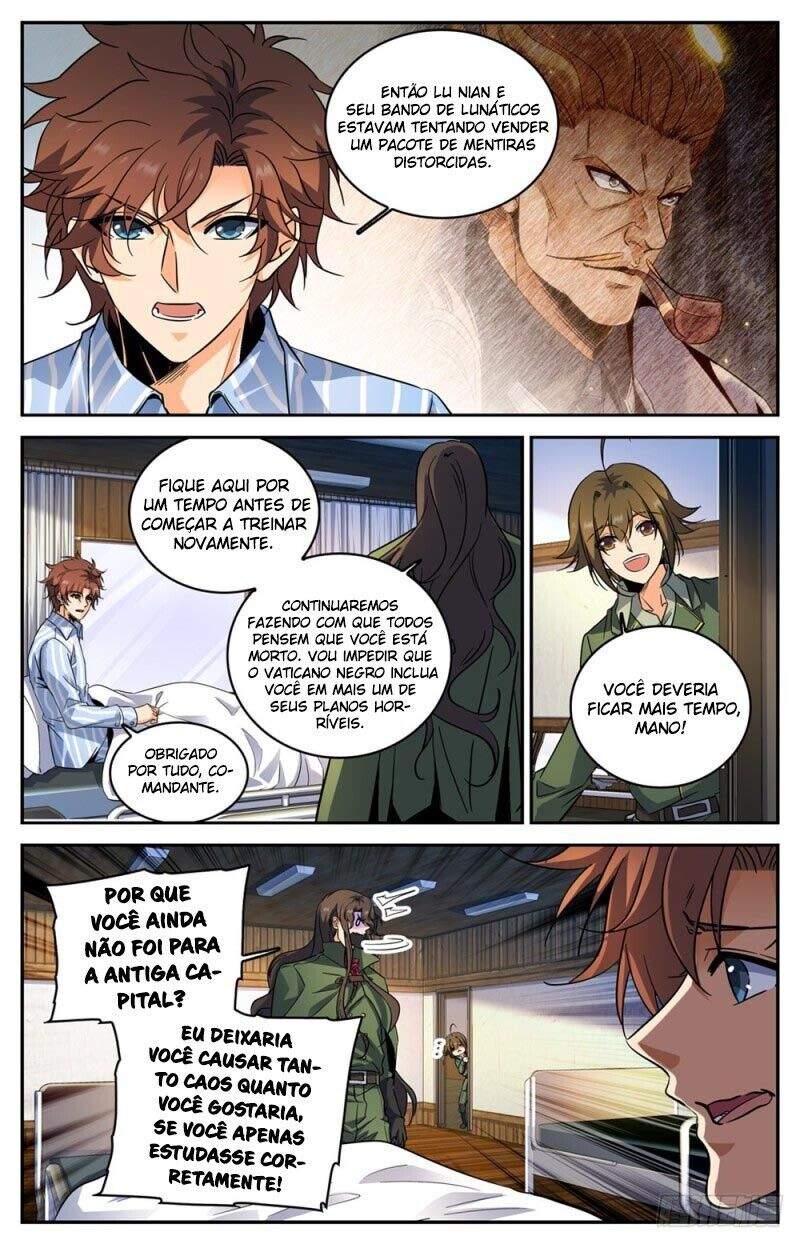 ENTÃO LU NIAN E
SEU BANDO DE LUNÁTICOS
ESTAVAM TENTANDO VENDER
UM PACOTE DE MENTIRAS
DISTORCIDAS.
FIQUE AQUI POR
UM TEMPO ANTES DE
COMEÇAR A TREINAR
NOVAMENTE.
CONTINUAREMOS
FAZENDO COM QUE TODOS
PENSEM QUE VOCÊ ESTÁ
MORTO. VOU IMPEDIR QUE
O VATICANO NEGRO INCLUA
VOCÊ EM MAIS UM DE
SEUS PLANOS HOR-
RÍVEIS.
OBRIGADO
POR TUDO, CO-
MANDANTE.
VOCÊ DEVERIA
FICAR MAIS TEMPO,
MANO!
POR QUE
VOCÊ AINDA
NÃO FOI PARA
A ANTIGA CA-
PITAL?
EU DEIXARIA
VOCÊ CAUSAR TAN-
TO CAOS QUANTO
VOCÊ GOSTARIA,
SE VOCÊ APENAS
ESTUDASSE COR-
RETAMENTE!